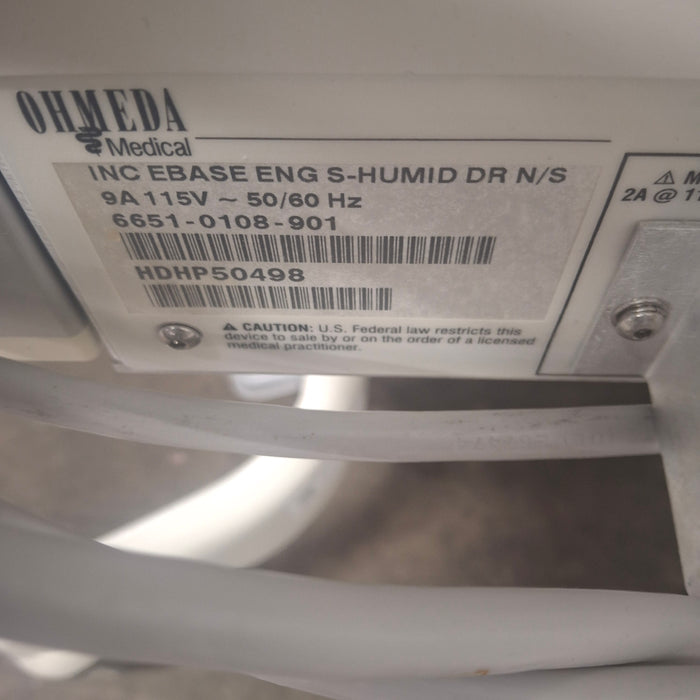 OHMEDA
Medical
INC EBASE ENG S-HUMID DR N/S
9A 115V ~ 50/60 Hz
6651-0108-901
HDHP50498
⚠ CAUTION: U.S. Federal law restricts this
device to sale by or on the order of a licensed
medical practitioner.
⚠ M
2A @ 11